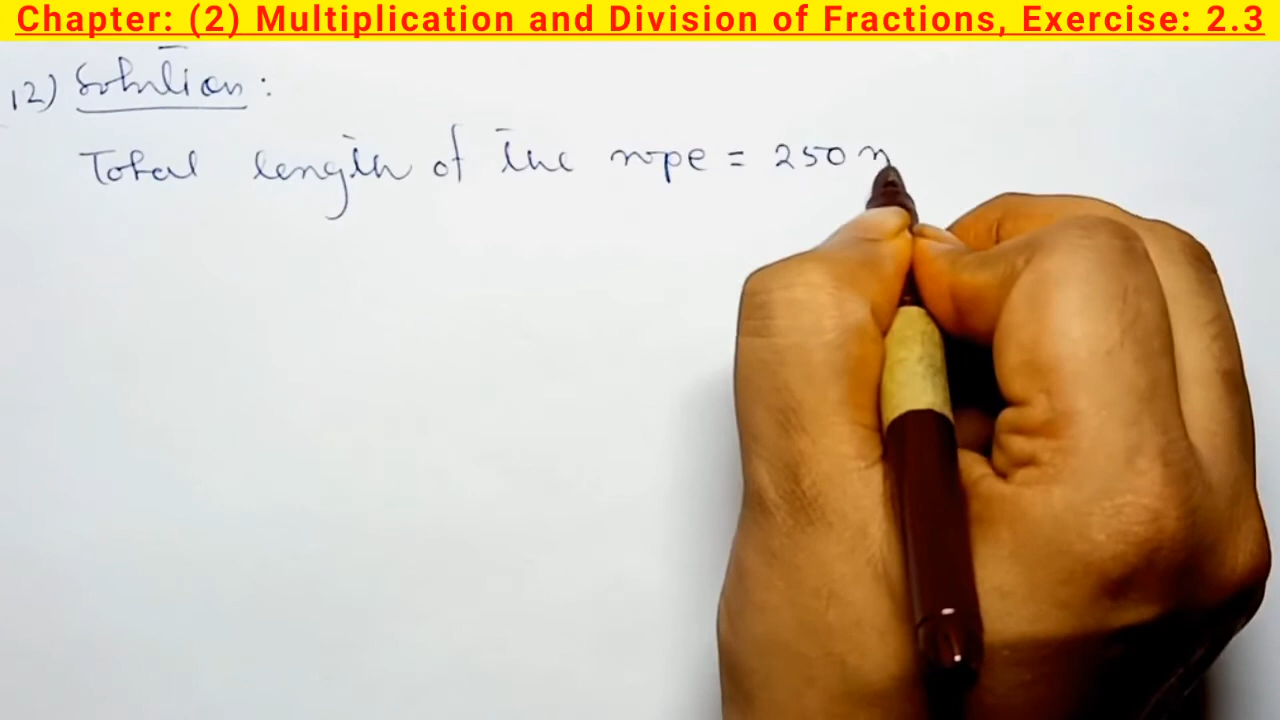 Chapter: (2) Multiplication and Division of Fractions, Exercise: 2.3
12) Solution:
Total length of the rope = 250 m